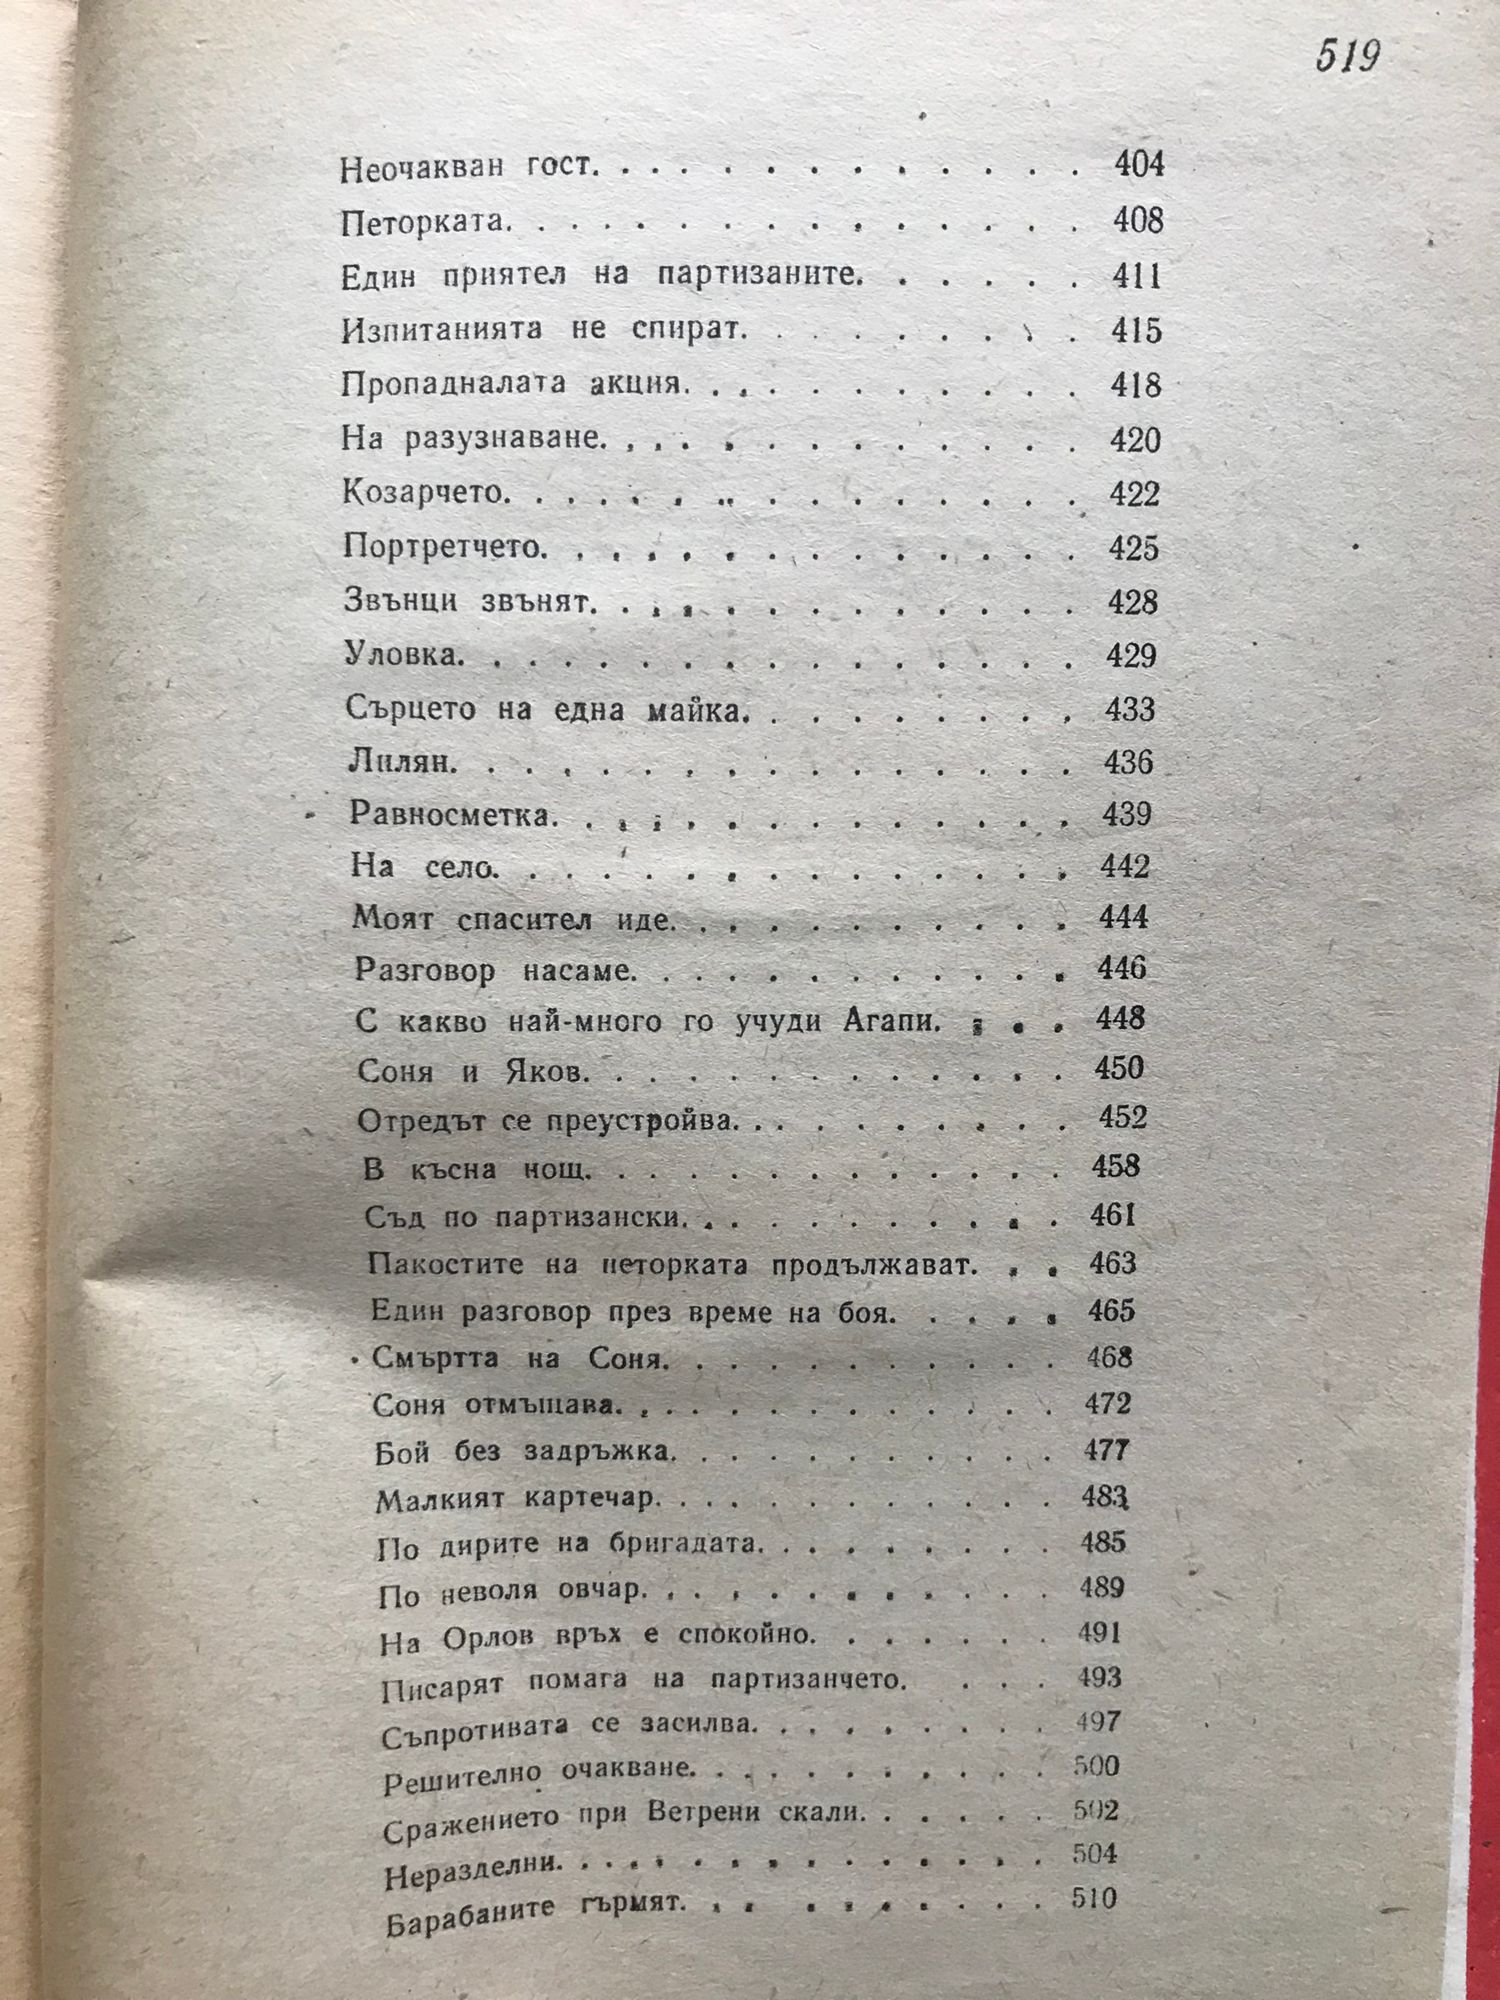 519
Неочакван гост. . . . . . . . . . . . . 404
Петорката. . . . . . . . . . . . . . . 408
Един приятел на партизаните. . . . . . 411
Изпитанията не спират. . . . . . . . . 415
Пропадналата акция. . . . . . . . . . . 418
На разузнаване. . . . . . . . . . . . . 420
Козарчето. . . . . . . . . . . . . . . 422
Портретчето. . . . . . . . . . . . . . 425
Звънци звънят. . . . . . . . . . . . . 428
Уловка. . . . . . . . . . . . . . . . 429
Сърцето на една майка. . . . . . . . . 433
Лилян. . . . . . . . . . . . . . . . . 436
Равносметка. . . . . . . . . . . . . . 439
На село. . . . . . . . . . . . . . . . 442
Моят спасител иде. . . . . . . . . . . 444
Разговор насаме. . . . . . . . . . . . 446
С какво най-много го учуди Агапи. . . . 448
Соня и Яков. . . . . . . . . . . . . . 450
Отредът се преустройва. . . . . . . . . 452
В късна нощ. . . . . . . . . . . . . . 458
Съд по партизански. . . . . . . . . . . 461
Пакостите на петорката продължават. . . 463
Един разговор през време на боя. . . . . 465
Смъртта на Соня. . . . . . . . . . . . 468
Соня отмъщава. . . . . . . . . . . . . 472
Бой без задръжка. . . . . . . . . . . . 477
Малкият картечар. . . . . . . . . . . . 483
По дирите на бригадата. . . . . . . . . 485
По неволя овчар. . . . . . . . . . . . 489
На Орлов връх е спокойно. . . . . . . 491
Писарят помага на партизанчето. . . . 493
Съпротивата се засилва. . . . . . . . . 497
Решително очакване. . . . . . . . . . . 500
Сражението при Ветрени скали. . . . . . 502
Неразделни. . . . . . . . . . . . . . . 504
Барабаните гърмят. . . . . . . . . . . 510